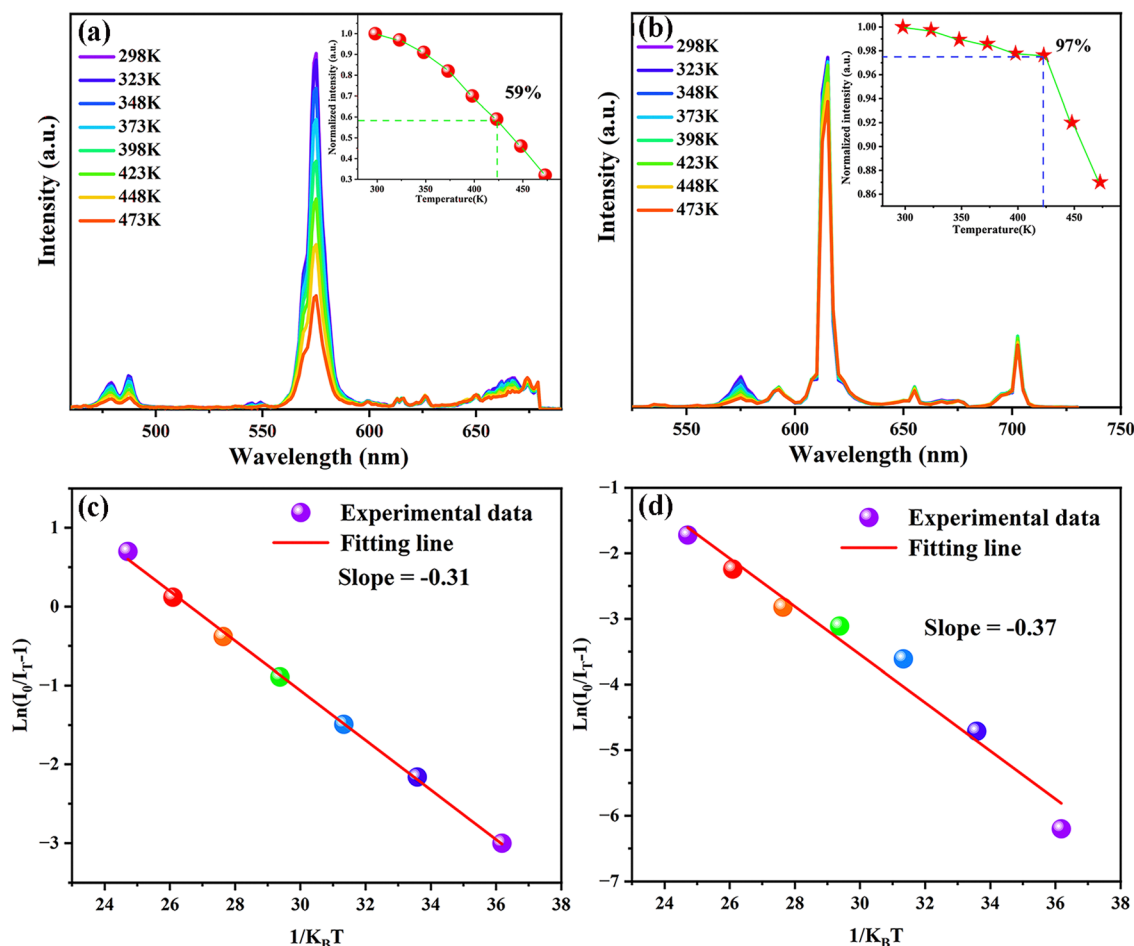 (a)
298K
323K
348K
373K
398K
423K
448K
473K
Intensity (a.u.)
Wavelength (nm)
500
550
600
650
Normalized intensity (a.u.)
1.0
0.9
0.8
0.7
0.6
0.5
0.4
0.3
300
350
400
450
Temperature(K)
59%
(b)
298K
323K
348K
373K
398K
423K
448K
473K
Intensity (a.u.)
Wavelength (nm)
550
600
650
700
750
Normalized intensity (a.u.)
1.00
0.98
0.96
0.94
0.92
0.90
0.88
0.86
300
350
400
450
Temperature(K)
97%
(c)
Experimental data
Fitting line
Slope = -0.31
Ln(I0/IT-1)
1
0
−1
−2
−3
24
26
28
30
32
34
36
38
1/KBT
(d)
Experimental data
Fitting line
Slope = -0.37
Ln(I0/IT-1)
−1
−2
−3
−4
−5
−6
−7
24
26
28
30
32
34
36
38
1/KBT